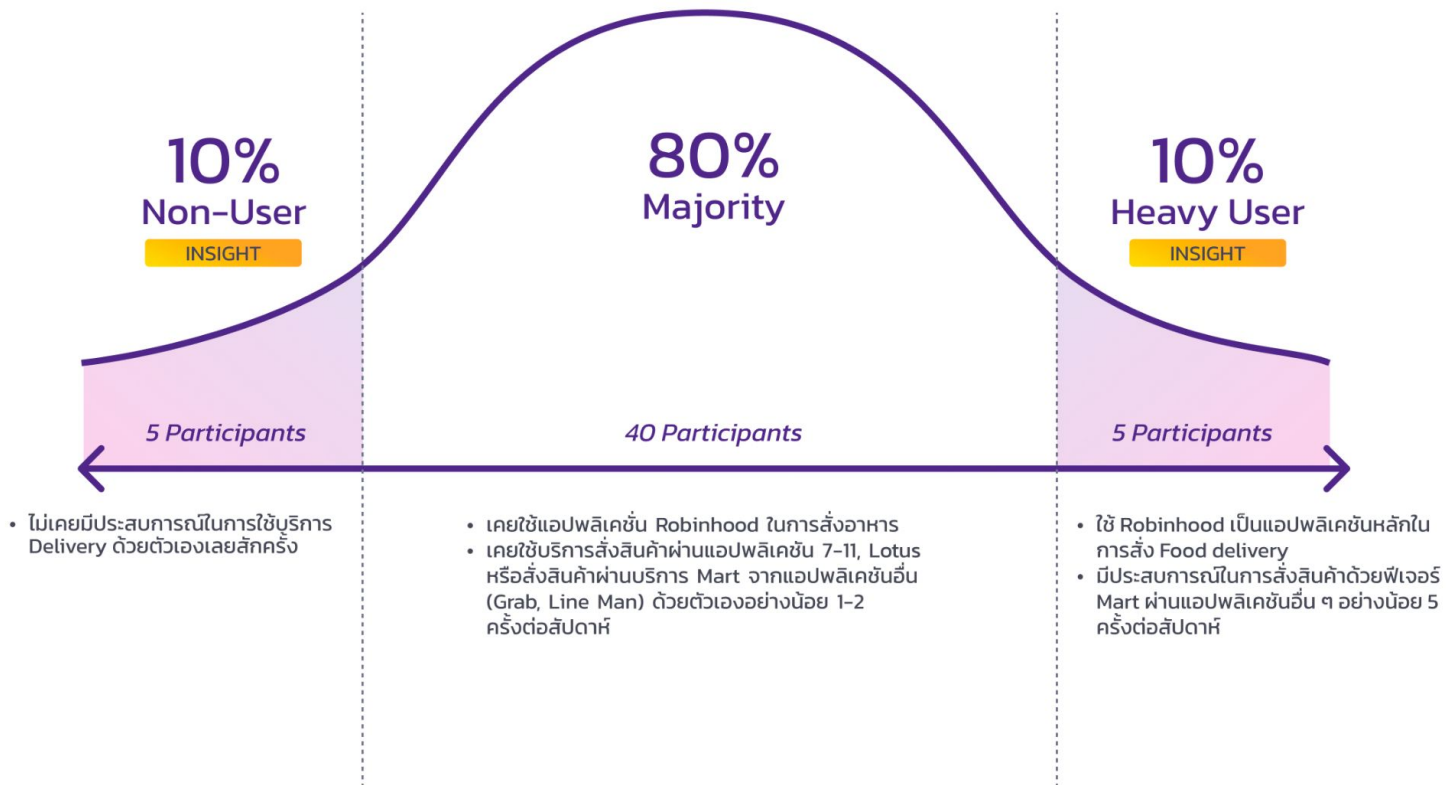 10%
Non-User
INSIGHT
5 Participants
• ไม่เคยมีประสบการณ์ในการใช้บริการ
Delivery ด้วยตัวเองเลยสักครั้ง
80%
Majority
40 Participants
• เคยใช้แอปพลิเคชั่น Robinhood ในการสั่งอาหาร
• เคยใช้บริการสั่งสินค้าผ่านแอปพลิเคชัน 7-11, Lotus
หรือสั่งสินค้าผ่านบริการ Mart จากแอปพลิเคชันอื่น
(Grab, Line Man) ด้วยตัวเองอย่างน้อย 1-2
ครั้งต่อสัปดาห์
10%
Heavy User
INSIGHT
5 Participants
• ใช้ Robinhood เป็นแอปพลิเคชันหลักใน
การสั่ง Food delivery
• มีประสบการณ์ในการสั่งสินค้าด้วยฟีเจอร์
Mart ผ่านแอปพลิเคชันอื่น ๆ อย่างน้อย 5
ครั้งต่อสัปดาห์